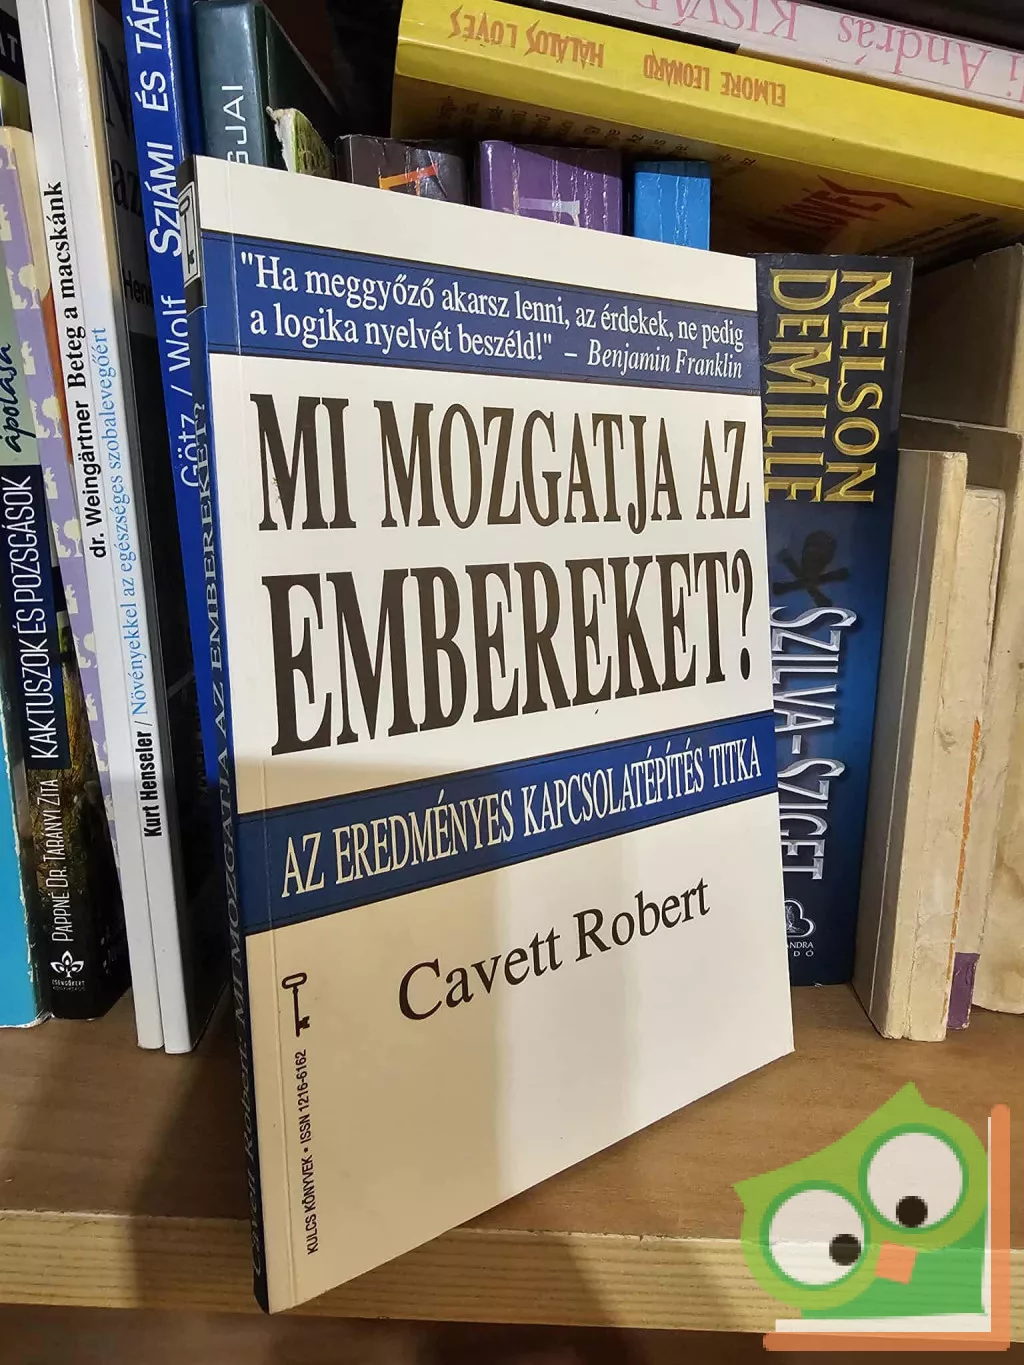 "Ha meggyőző akarsz lenni, az érdekek, ne pedig
a logika nyelvét beszéld!" – Benjamin Franklin
MI MOZGATJA AZ
EMBEREKET?
AZ EREDMÉNYES KAPCSOLATÉPÍTÉS TITKA
Cavett Robert
KULCS KÖNYVEK • ISSN 1216-6162
Cavett Robert: MI MOZGATJA AZ EMBEREKET?
ápolása
PAPPNÉ DR. TARÁNYI ZITA KAKTUSZOK ÉS POZSGÁSOK
dr. Weingärtner Beteg a macskánk
Kurt Henseler / Növényekkel az egészséges szobalevegőért
Götz / Wolf SZIÁMI ÉS TÁR
GJAI
HALÁLOS LÖVÉS
ELMORE LEONARD
i András KISVÁR
NELSON
DEMILLE
SZILVA-SZIGET